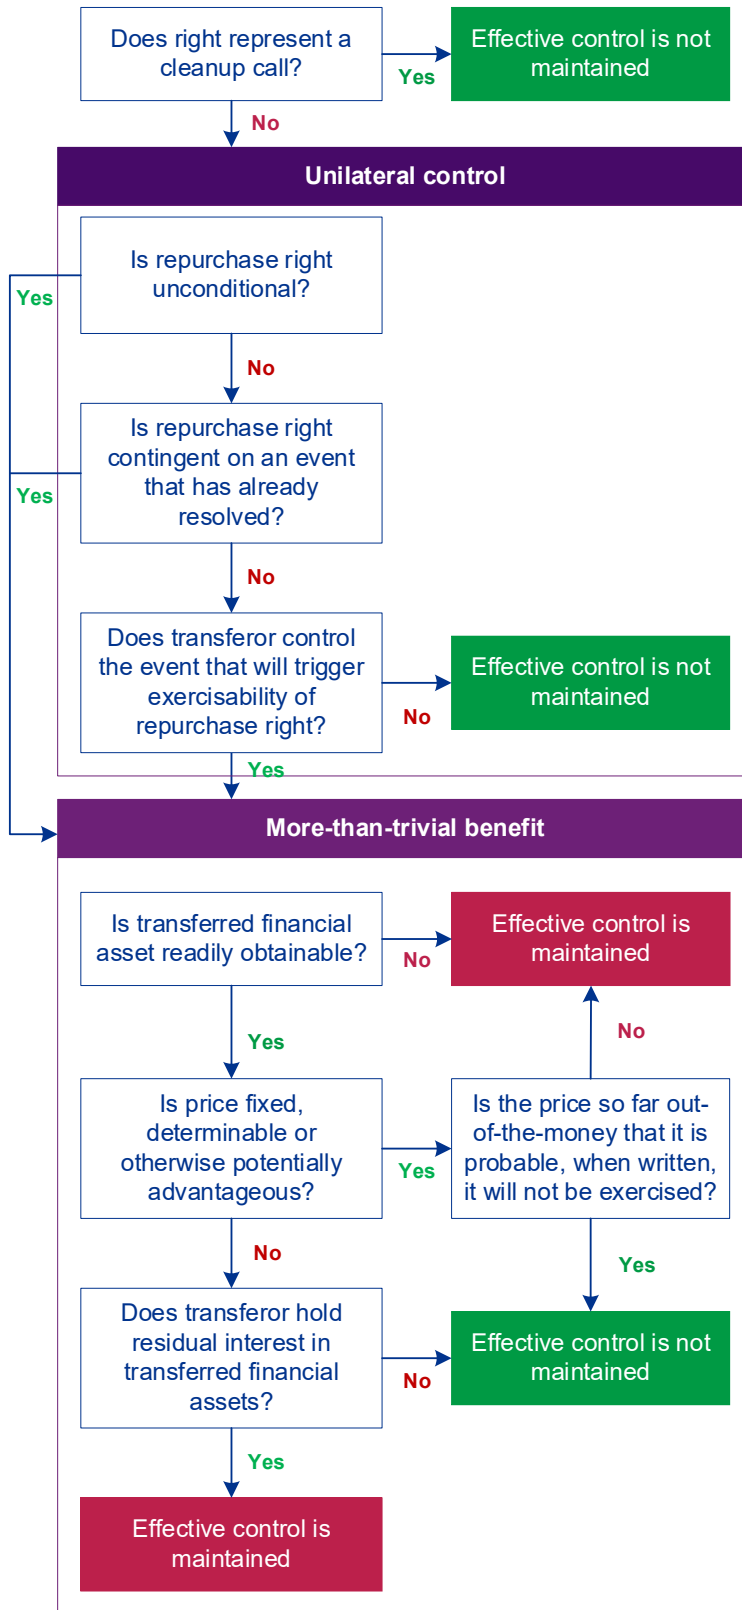 Does right represent a
cleanup call?
Yes
Effective control is not
maintained
No
Unilateral control
Is repurchase right
unconditional?
Yes
No
Is repurchase right
contingent on an event
that has already
resolved?
Yes
No
Does transferor control
the event that will trigger
exercisability of
repurchase right?
No
Effective control is not
maintained
Yes
More-than-trivial benefit
Is transferred financial
asset readily obtainable?
No
Effective control is
maintained
Yes
No
Is price fixed,
determinable or
otherwise potentially
advantageous?
Yes
Is the price so far out-
of-the-money that it is
probable, when written,
it will not be exercised?
No
Yes
Does transferor hold
residual interest in
transferred financial
assets?
No
Effective control is not
maintained
Yes
Effective control is
maintained